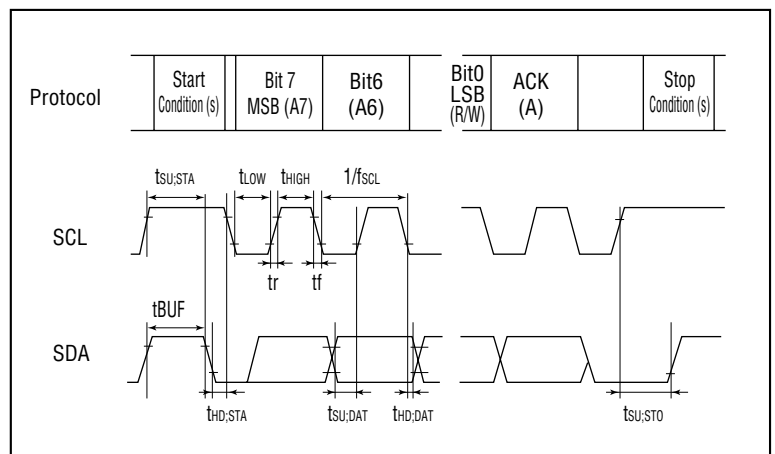 Protocol
Start
Condition (s)
Bit 7
MSB (A7)
Bit6
(A6)
Bit0
LSB
(R/W)
ACK
(A)
Stop
Condition (s)
tSU;STA
tLOW
tHIGH
1/fSCL
SCL
tr
tf
tBUF
SDA
tHD;STA
tSU;DAT
tHD;DAT
tSU;STO